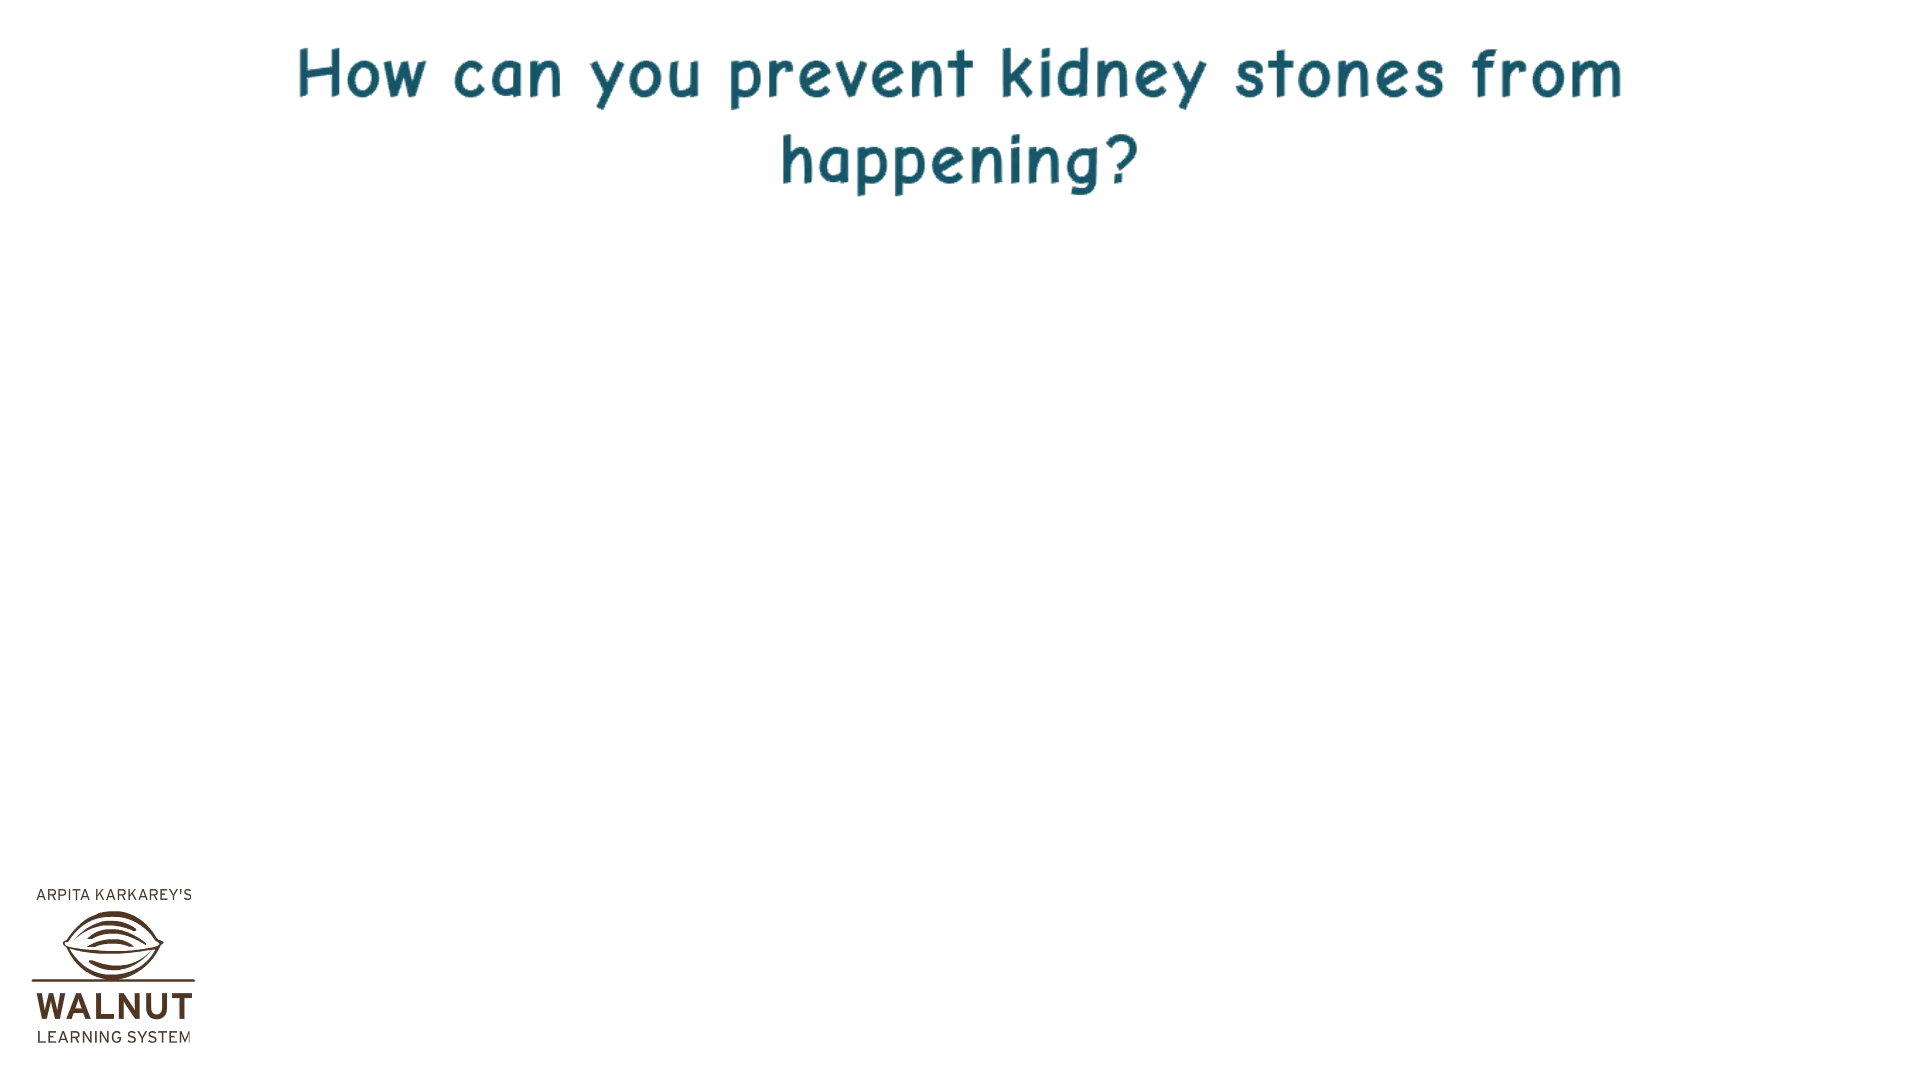 How can you prevent kidney stones from
happening?
ARPITA KARKAREY'S
WALNUT
LEARNING SYSTEM